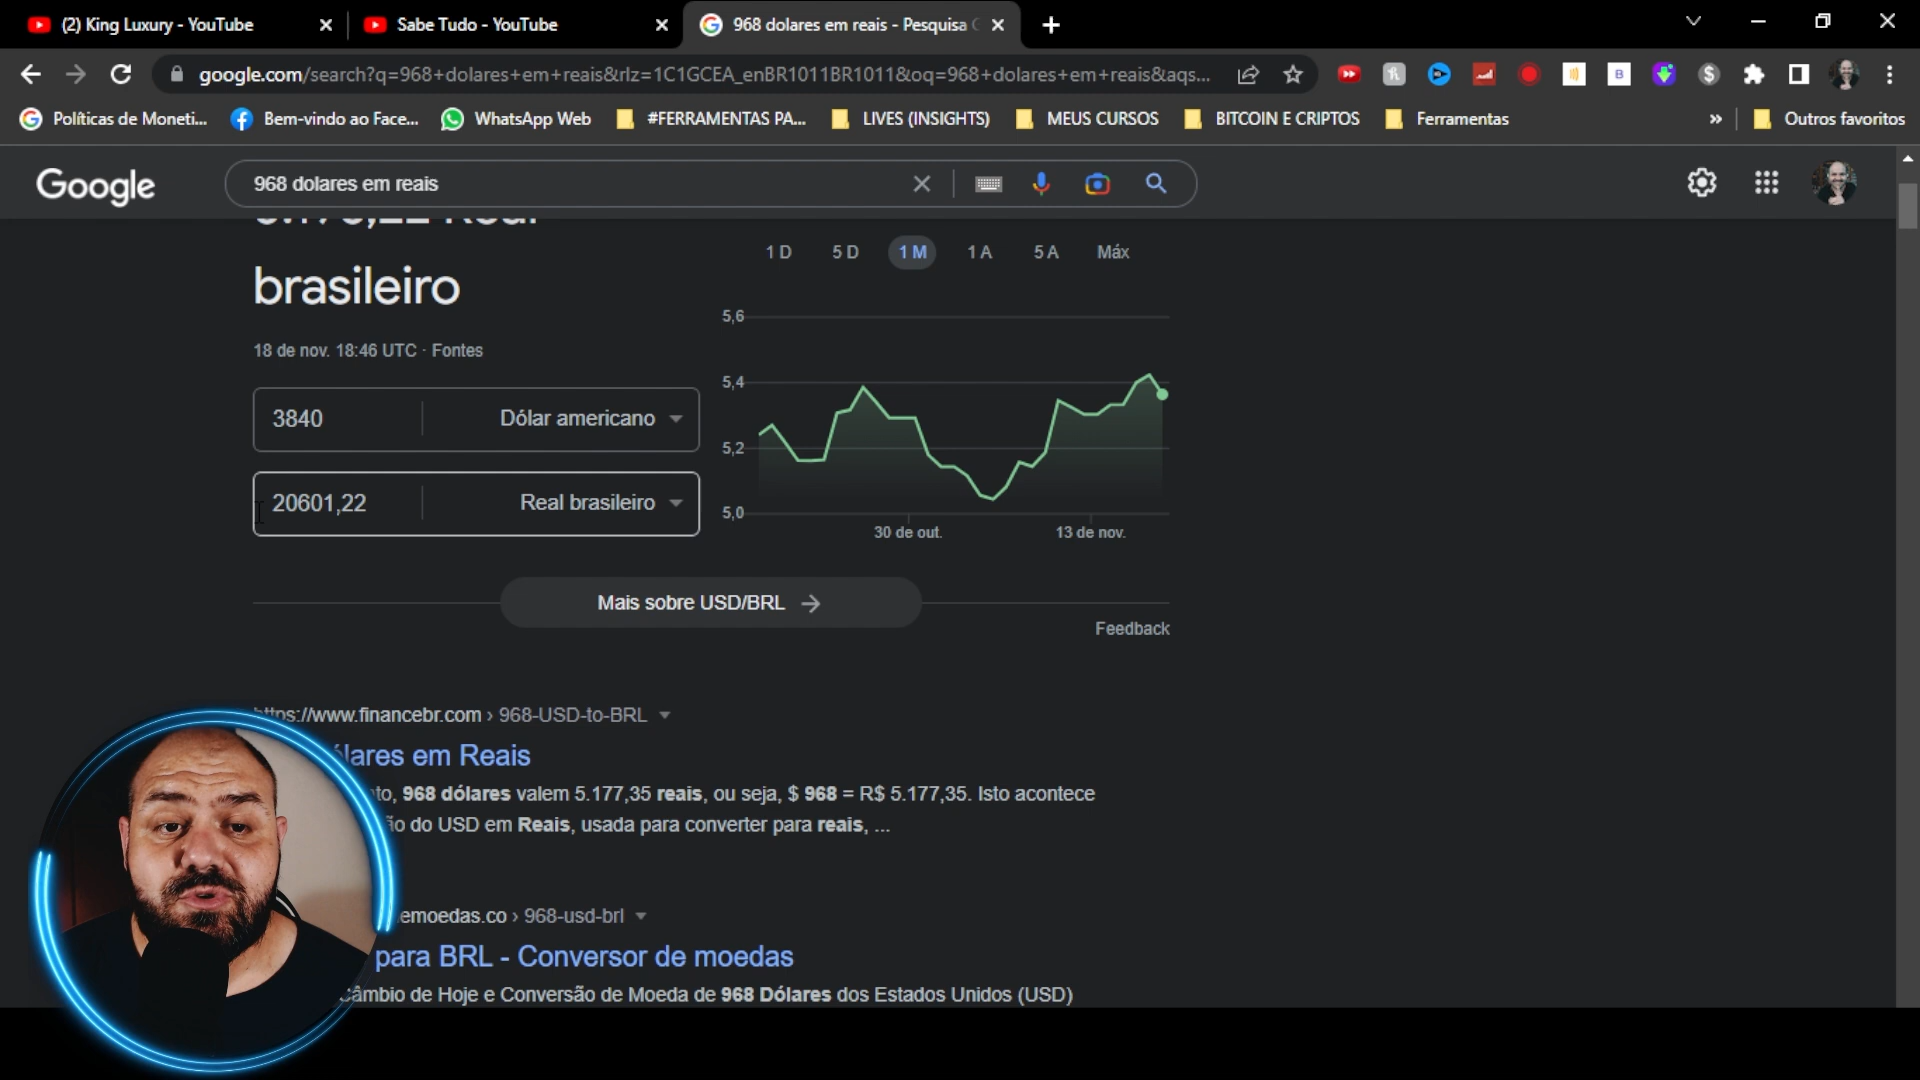 (2) King Luxury - YouTube
Sabe Tudo - YouTube
968 dolares em reais - Pesquisa
google.com/search?q=968+dolares+em+reais&rlz=1C1GCEA_enBR1011BR1011&oq=968+dolares+em+reais&aqs...
Políticas de Moneti...
Bem-vindo ao Face...
WhatsApp Web
#FERRAMENTAS PA...
LIVES (INSIGHTS)
MEUS CURSOS
BITCOIN E CRIPTOS
Ferramentas
»
Outros favoritos
Google
968 dolares em reais
brasileiro
18 de nov. 18:46 UTC · Fontes
3840 Dólar americano
20601,22 Real brasileiro
1 D 5 D 1 M 1 A 5 A Máx
5,6
5,4
5,2
5,0
30 de out. 13 de nov.
Mais sobre USD/BRL
Feedback
https://www.financebr.com › 968-USD-to-BRL
lares em Reais
to, 968 dólares valem 5.177,35 reais, ou seja, $ 968 = R$ 5.177,35. Isto acontece
ão do USD em Reais, usada para converter para reais, ...
emoedas.co › 968-usd-brl
para BRL - Conversor de moedas
Câmbio de Hoje e Conversão de Moeda de 968 Dólares dos Estados Unidos (USD)